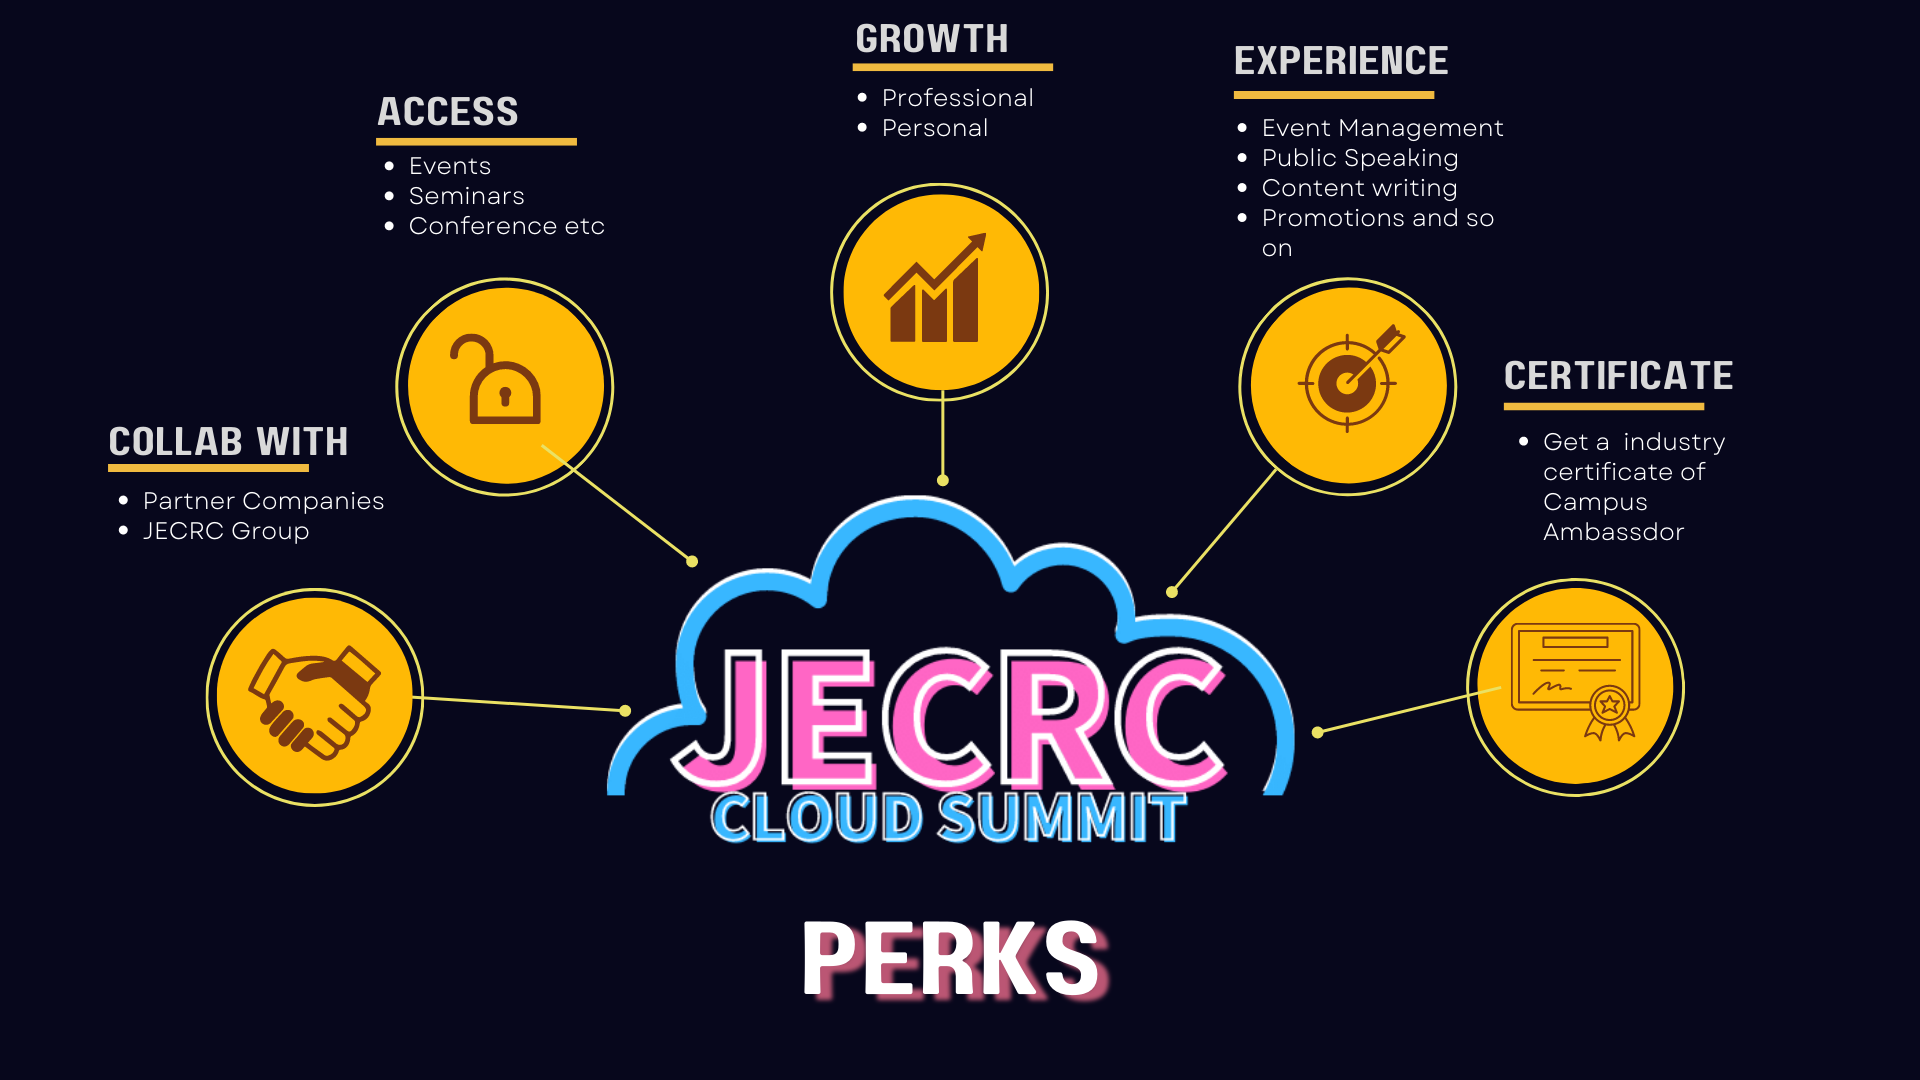 GROWTH
Professional
Personal
EXPERIENCE
Event Management
Public Speaking
Content writing
Promotions and so
on
ACCESS
Events
Seminars
Conference etc
CERTIFICATE
Get a  industry
certificate of
Campus
Ambassdor
COLLAB WITH
Partner Companies
JECRC Group
JECRC
CLOUD SUMMIT
PERKS